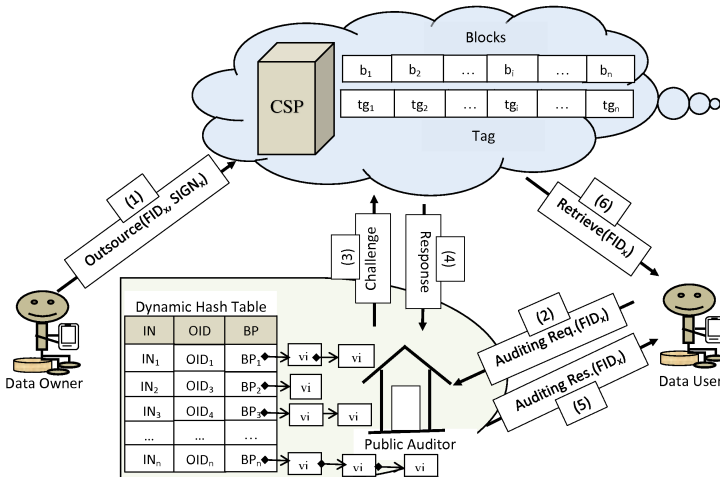 Blocks
b1 b2 … bi … bn
CSP
tg1 tg2 … tgi … tgn
Tag
(1)
Outsource(FIDx, SIGNx)
(3)
Challenge
Response
(4)
(6)
Retrieve(FIDx)
Dynamic Hash Table
IN OID BP
IN1 OID1 BP1 vi vi
IN2 OID3 BP2 vi
IN3 OID4 BP3 vi vi
... ... ...
INn OIDn BPn vi vi vi
(2)
Auditing Req.(FIDx)
Auditing Res.(FIDx)
(5)
Data Owner
Public Auditor
Data User